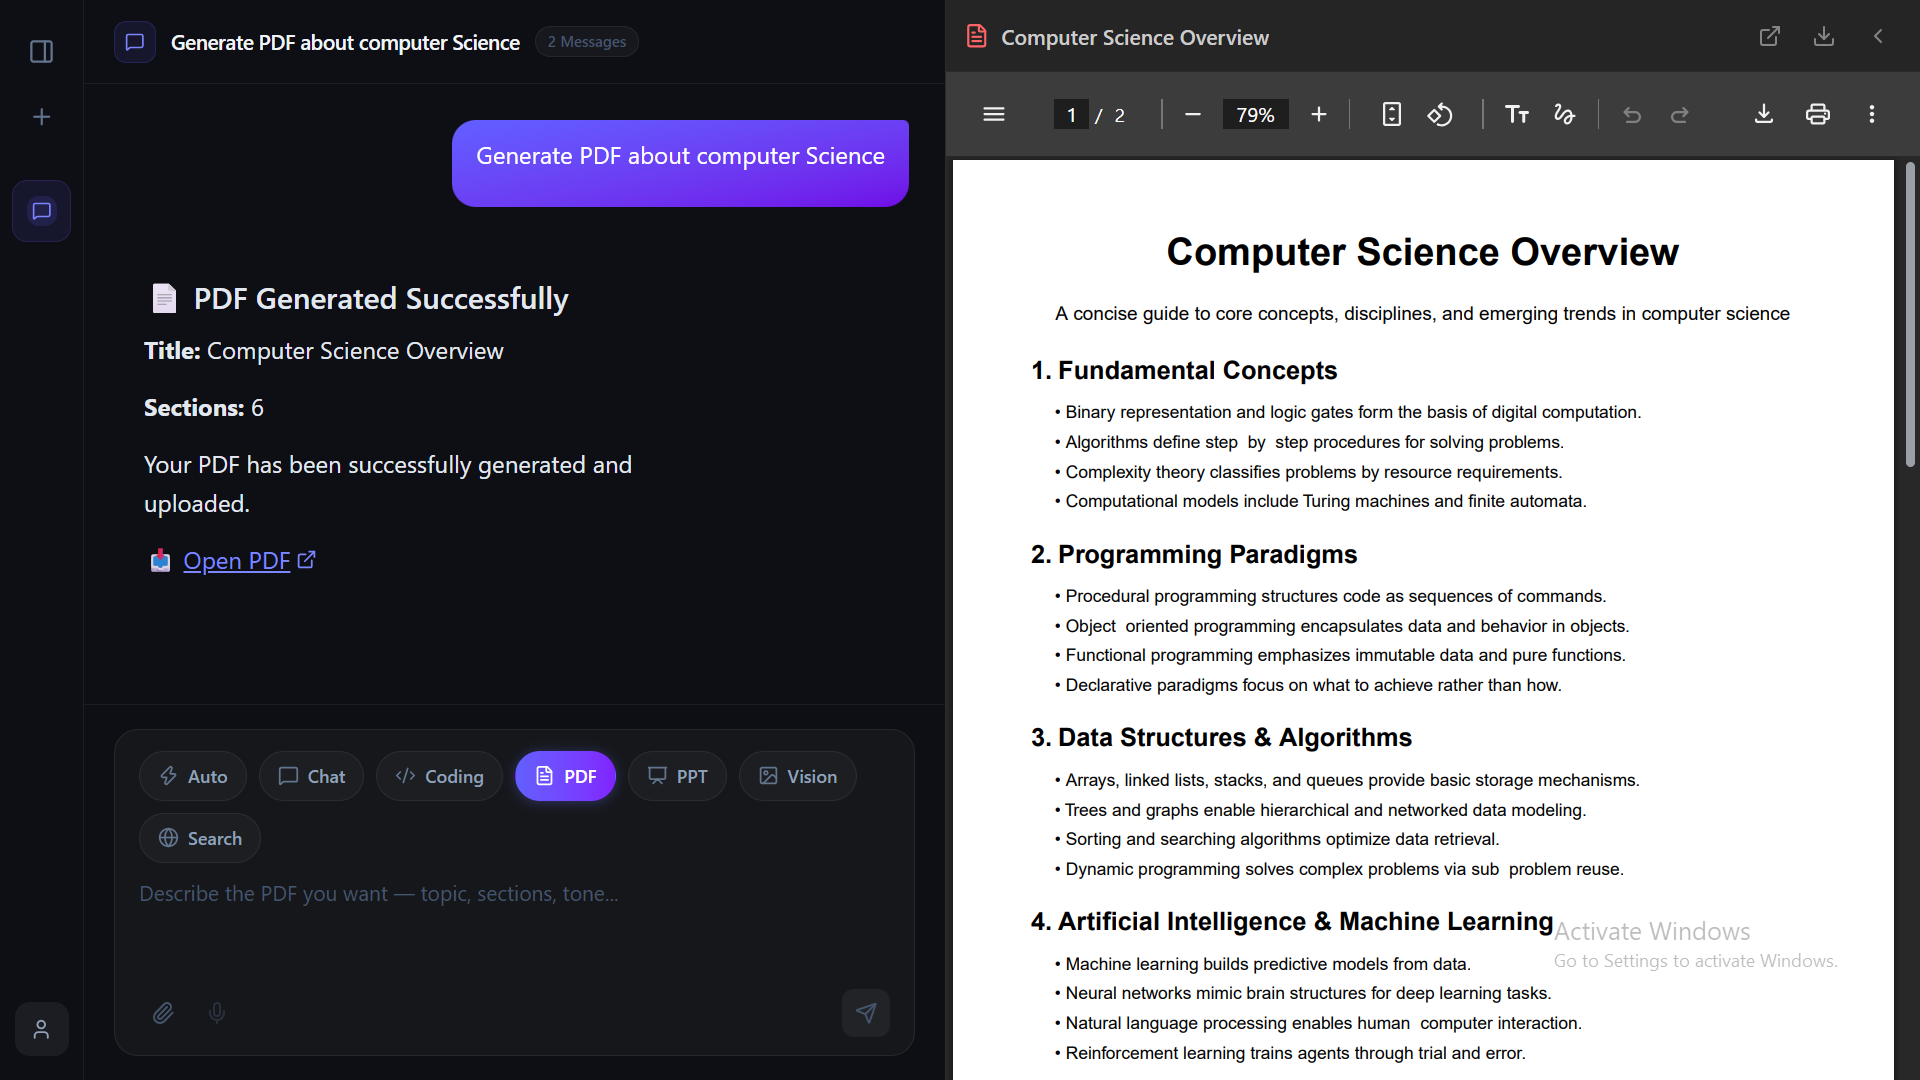 Generate PDF about computer Science
2 Messages
Generate PDF about computer Science
PDF Generated Successfully
Title: Computer Science Overview
Sections: 6
Your PDF has been successfully generated and
uploaded.
Open PDF
Auto
Chat
Coding
PDF
PPT
Vision
Search
Describe the PDF you want — topic, sections, tone...
Computer Science Overview
1 / 2
79%
Computer Science Overview
A concise guide to core concepts, disciplines, and emerging trends in computer science
1. Fundamental Concepts
• Binary representation and logic gates form the basis of digital computation.
• Algorithms define step  by  step procedures for solving problems.
• Complexity theory classifies problems by resource requirements.
• Computational models include Turing machines and finite automata.
2. Programming Paradigms
• Procedural programming structures code as sequences of commands.
• Object  oriented programming encapsulates data and behavior in objects.
• Functional programming emphasizes immutable data and pure functions.
• Declarative paradigms focus on what to achieve rather than how.
3. Data Structures & Algorithms
• Arrays, linked lists, stacks, and queues provide basic storage mechanisms.
• Trees and graphs enable hierarchical and networked data modeling.
• Sorting and searching algorithms optimize data retrieval.
• Dynamic programming solves complex problems via sub  problem reuse.
4. Artificial Intelligence & Machine Learning
• Machine learning builds predictive models from data.
• Neural networks mimic brain structures for deep learning tasks.
• Natural language processing enables human  computer interaction.
• Reinforcement learning trains agents through trial and error.
Activate Windows
Go to Settings to activate Windows.